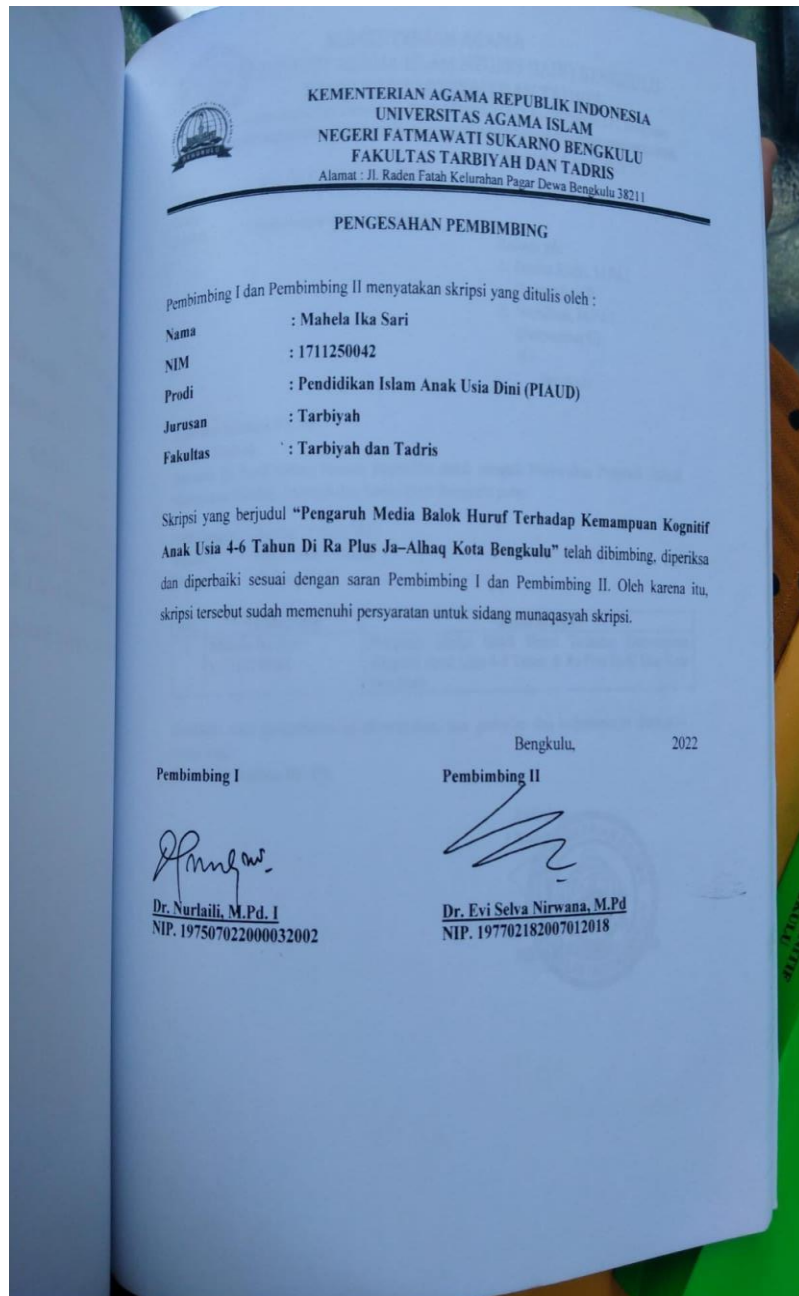 KEMENTERIAN AGAMA REPUBLIK INDONESIA
UNIVERSITAS AGAMA ISLAM
NEGERI FATMAWATI SUKARNO BENGKULU
FAKULTAS TARBIYAH DAN TADRIS
Alamat : Jl. Raden Fatah Kelurahan Pagar Dewa Bengkulu 38211
BENGKULU
PENGESAHAN PEMBIMBING
Pembimbing I dan Pembimbing II menyatakan skripsi yang ditulis oleh :
Nama : Mahela Ika Sari
NIM : 1711250042
Prodi : Pendidikan Islam Anak Usia Dini (PIAUD)
Jurusan : Tarbiyah
Fakultas : Tarbiyah dan Tadris
Skripsi yang berjudul “Pengaruh Media Balok Huruf Terhadap Kemampuan Kognitif
Anak Usia 4-6 Tahun Di Ra Plus Ja–Alhaq Kota Bengkulu” telah dibimbing, diperiksa
dan diperbaiki sesuai dengan saran Pembimbing I dan Pembimbing II. Oleh karena itu,
skripsi tersebut sudah memenuhi persyaratan untuk sidang munaqasyah skripsi.
Bengkulu, 2022
Pembimbing I Pembimbing II
Dr. Nurlaili, M.Pd. I Dr. Evi Selva Nirwana, M.Pd
NIP. 197507022000032002 NIP. 197702182007012018